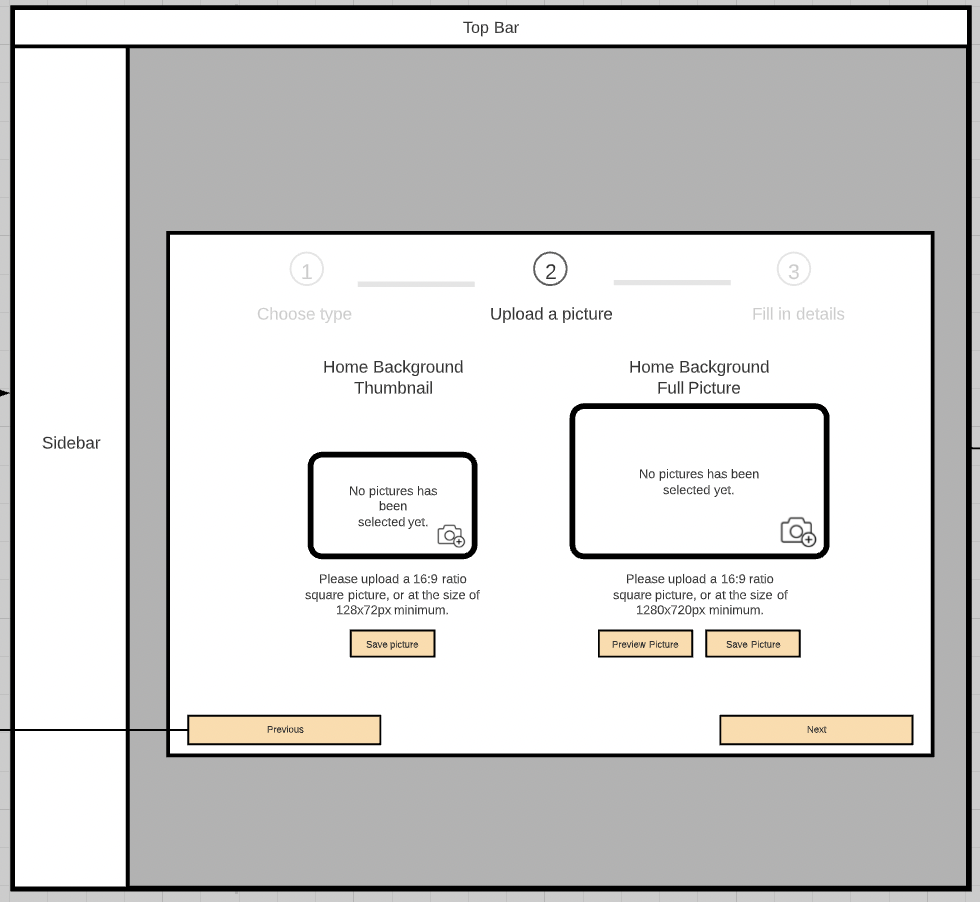 Top Bar
Sidebar
1
2
3
Choose type
Upload a picture
Fill in details
Home Background
Thumbnail
Home Background
Full Picture
No pictures has
been
selected yet.
No pictures has been
selected yet.
Please upload a 16:9 ratio
square picture, or at the size of
128x72px minimum.
Please upload a 16:9 ratio
square picture, or at the size of
1280x720px minimum.
Save picture
Preview Picture
Save Picture
Previous
Next